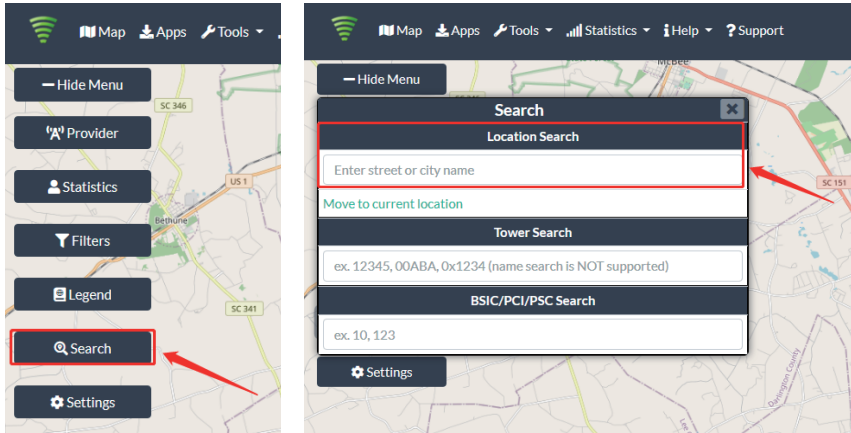 Map Apps Tools
Hide Menu
SC 346
Provider
Statistics
US 1
Bethune
Filters
Legend
SC 341
Search
Settings
Map Apps Tools Statistics Help Support
McBee
Hide Menu
Search
Location Search
Enter street or city name
SC 151
Move to current location
Tower Search
ex. 12345, 00ABA, 0x1234 (name search is NOT supported)
BSIC/PCI/PSC Search
ex. 10, 123
Settings
Darlington County